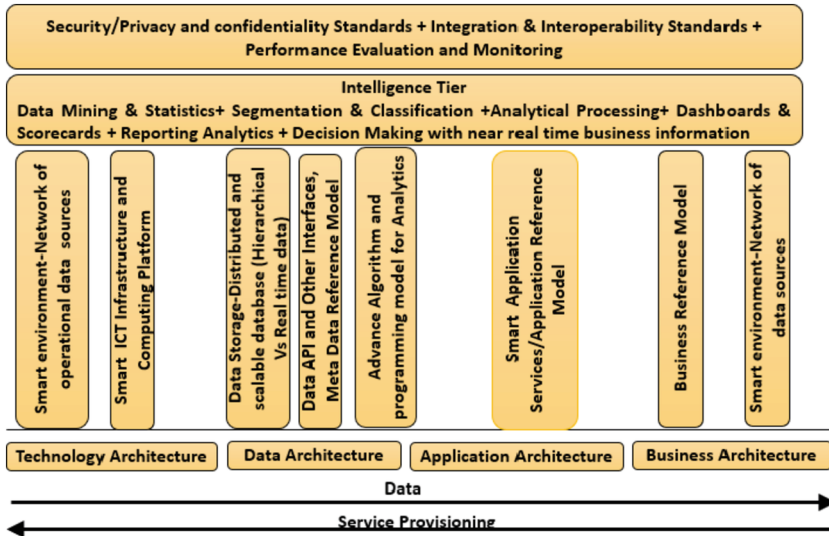 Security/Privacy and confidentiality Standards + Integration & Interoperability Standards +
Performance Evaluation and Monitoring
Intelligence Tier
Data Mining & Statistics+ Segmentation & Classification +Analytical Processing+ Dashboards &
Scorecards + Reporting Analytics + Decision Making with near real time business information
Smart environment-Network of
operational data sources
Smart ICT Infrastructure and
Computing Platform
Data Storage-Distributed and
scalable database (Hierarchical
Vs Real time data)
Data API and Other Interfaces,
Meta Data Reference Model
Advance Algorithm and
programming model for Analytics
Smart Application
Services/Application Reference
Model
Business Reference Model
Smart environment-Network of
data sources
Technology Architecture
Data Architecture
Application Architecture
Business Architecture
Data
Service Provisioning